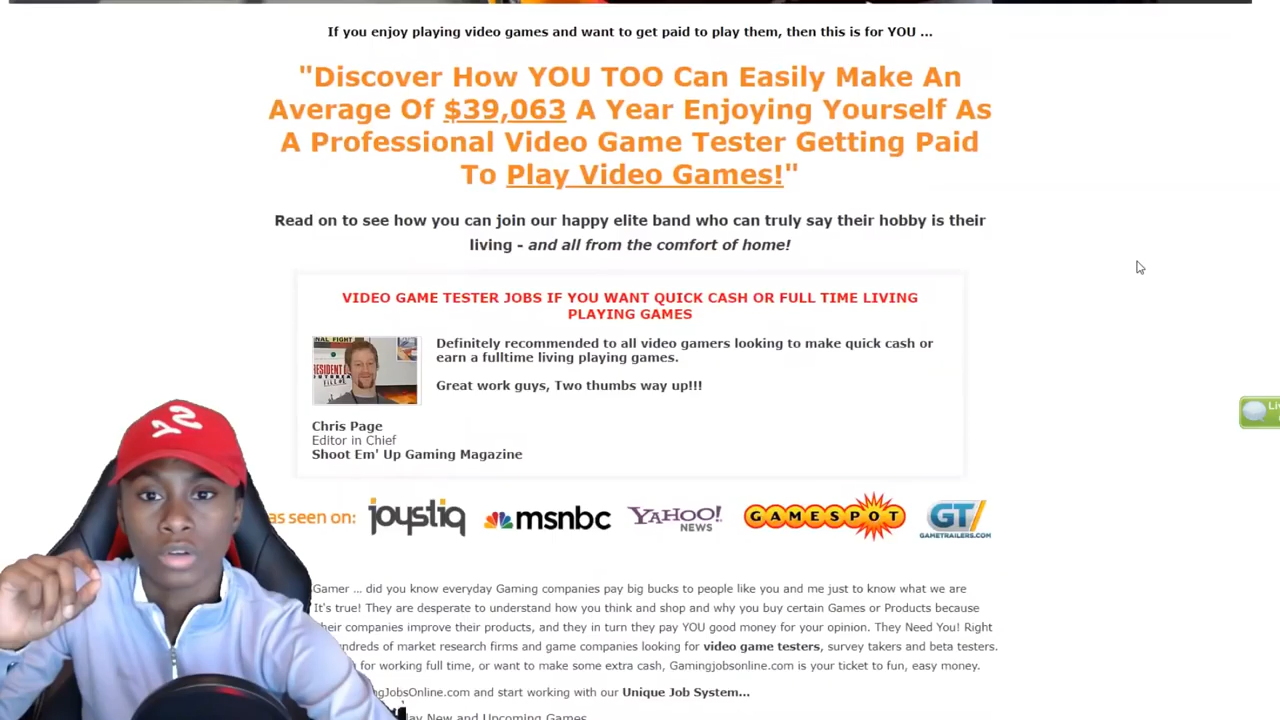 If you enjoy playing video games and want to get paid to play them, then this is for YOU ...
"Discover How YOU TOO Can Easily Make An
Average Of $39,063 A Year Enjoying Yourself As
A Professional Video Game Tester Getting Paid
To Play Video Games!"
Read on to see how you can join our happy elite band who can truly say their hobby is their
living - and all from the comfort of home!
VIDEO GAME TESTER JOBS IF YOU WANT QUICK CASH OR FULL TIME LIVING
PLAYING GAMES
Definitely recommended to all video gamers looking to make quick cash or
earn a fulltime living playing games.
Great work guys, Two thumbs way up!!!
Chris Page
Editor in Chief
Shoot Em' Up Gaming Magazine
as seen on: joystiq msnbc YAHOO! NEWS GAMESPOT GT/ GAMETRAILERS.COM
Gamer ... did you know everyday Gaming companies pay big bucks to people like you and me just to know what we are
It's true! They are desperate to understand how you think and shop and why you buy certain Games or Products because
their companies improve their products, and they in turn they pay YOU good money for your opinion. They Need You! Right
of market research firms and game companies looking for video game testers, survey takers and beta testers.
for working full time, or want to make some extra cash, GamingJobsonline.com is your ticket to fun, easy money.
JobsOnline.com and start working with our Unique Job System...
New and Upcoming Games